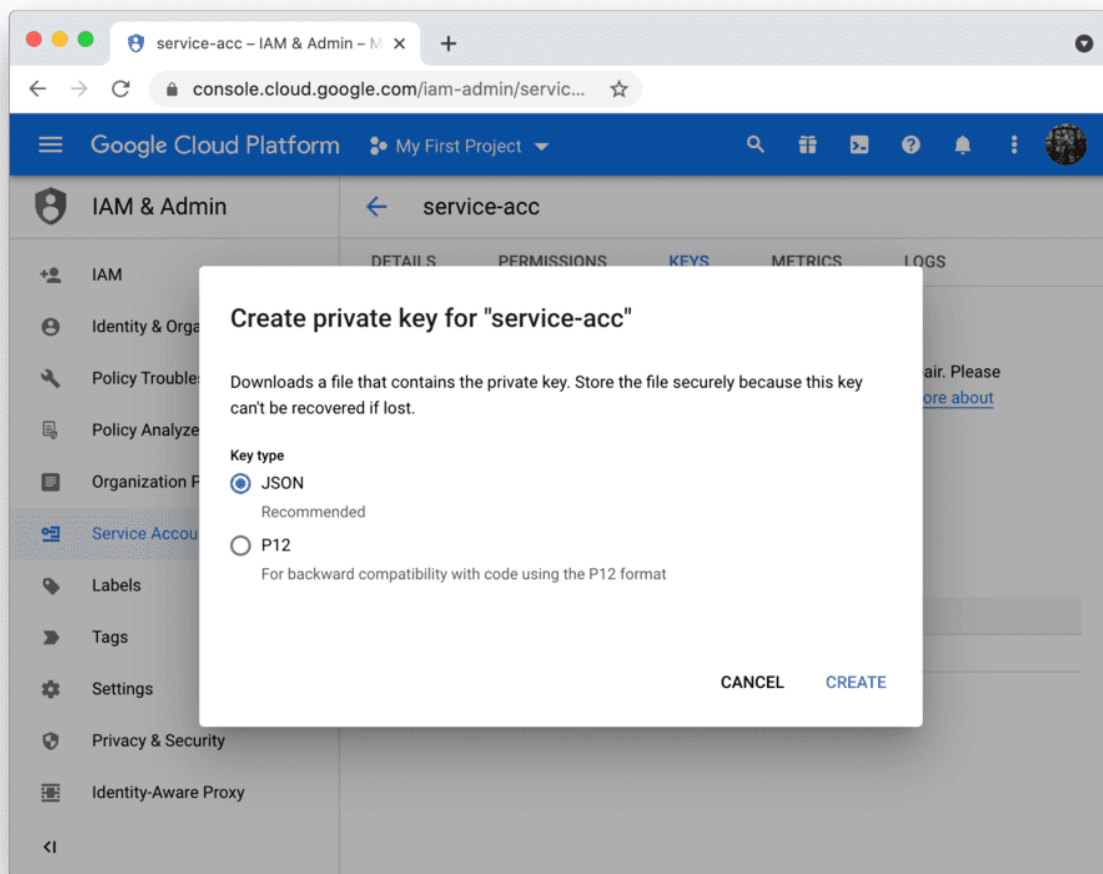 service-acc – IAM & Admin – M
console.cloud.google.com/iam-admin/servic...
Google Cloud Platform
My First Project
IAM & Admin
service-acc
DETAILS PERMISSIONS KEYS METRICS LOGS
IAM
Identity & Orga
Policy Trouble
Policy Analyze
Organization P
Service Accou
Labels
Tags
Settings
Privacy & Security
Identity-Aware Proxy
air. Please
ore about
Create private key for "service-acc"
Downloads a file that contains the private key. Store the file securely because this key
can't be recovered if lost.
Key type
JSON
Recommended
P12
For backward compatibility with code using the P12 format
CANCEL CREATE